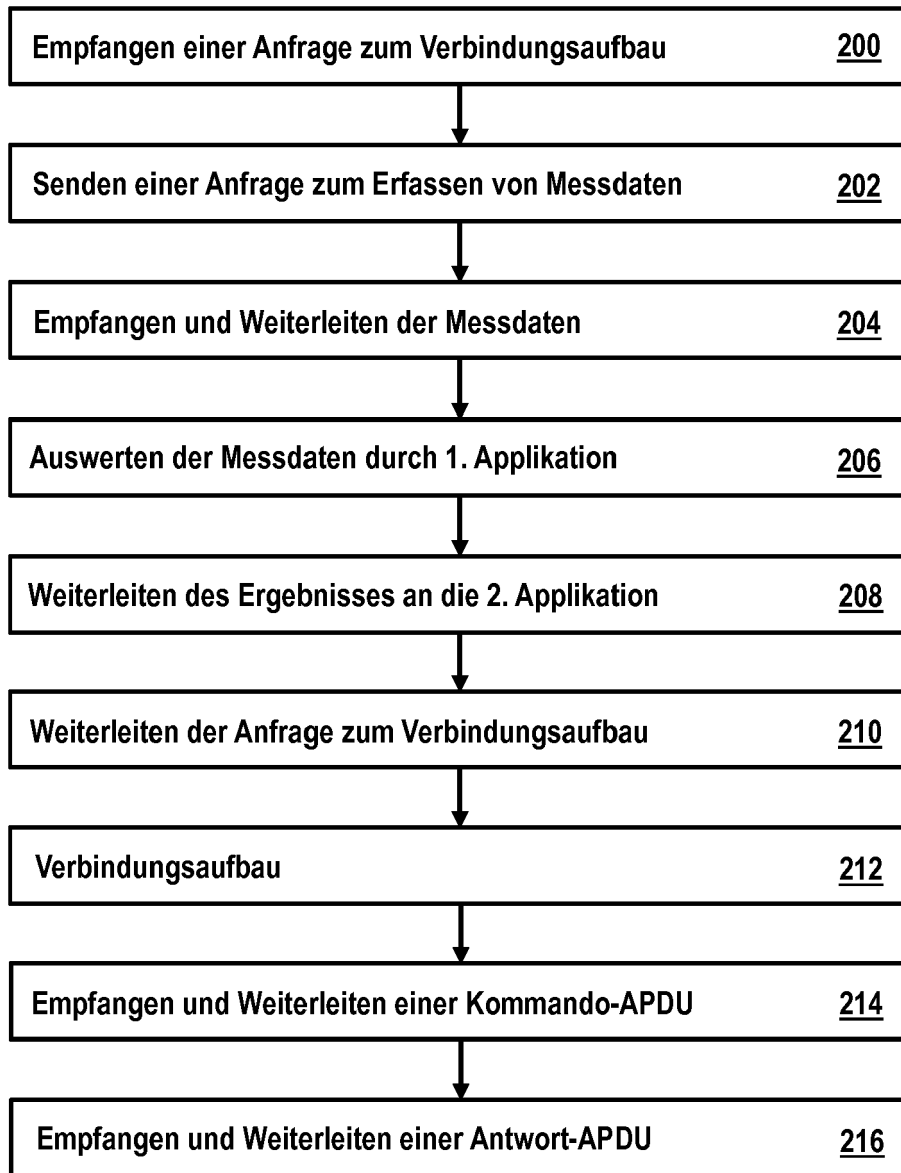 Empfangen einer Anfrage zum Verbindungsaufbau 200
Senden einer Anfrage zum Erfassen von Messdaten 202
Empfangen und Weiterleiten der Messdaten 204
Auswerten der Messdaten durch 1. Applikation 206
Weiterleiten des Ergebnisses an die 2. Applikation 208
Weiterleiten der Anfrage zum Verbindungsaufbau 210
Verbindungsaufbau 212
Empfangen und Weiterleiten einer Kommando-APDU 214
Empfangen und Weiterleiten einer Antwort-APDU 216